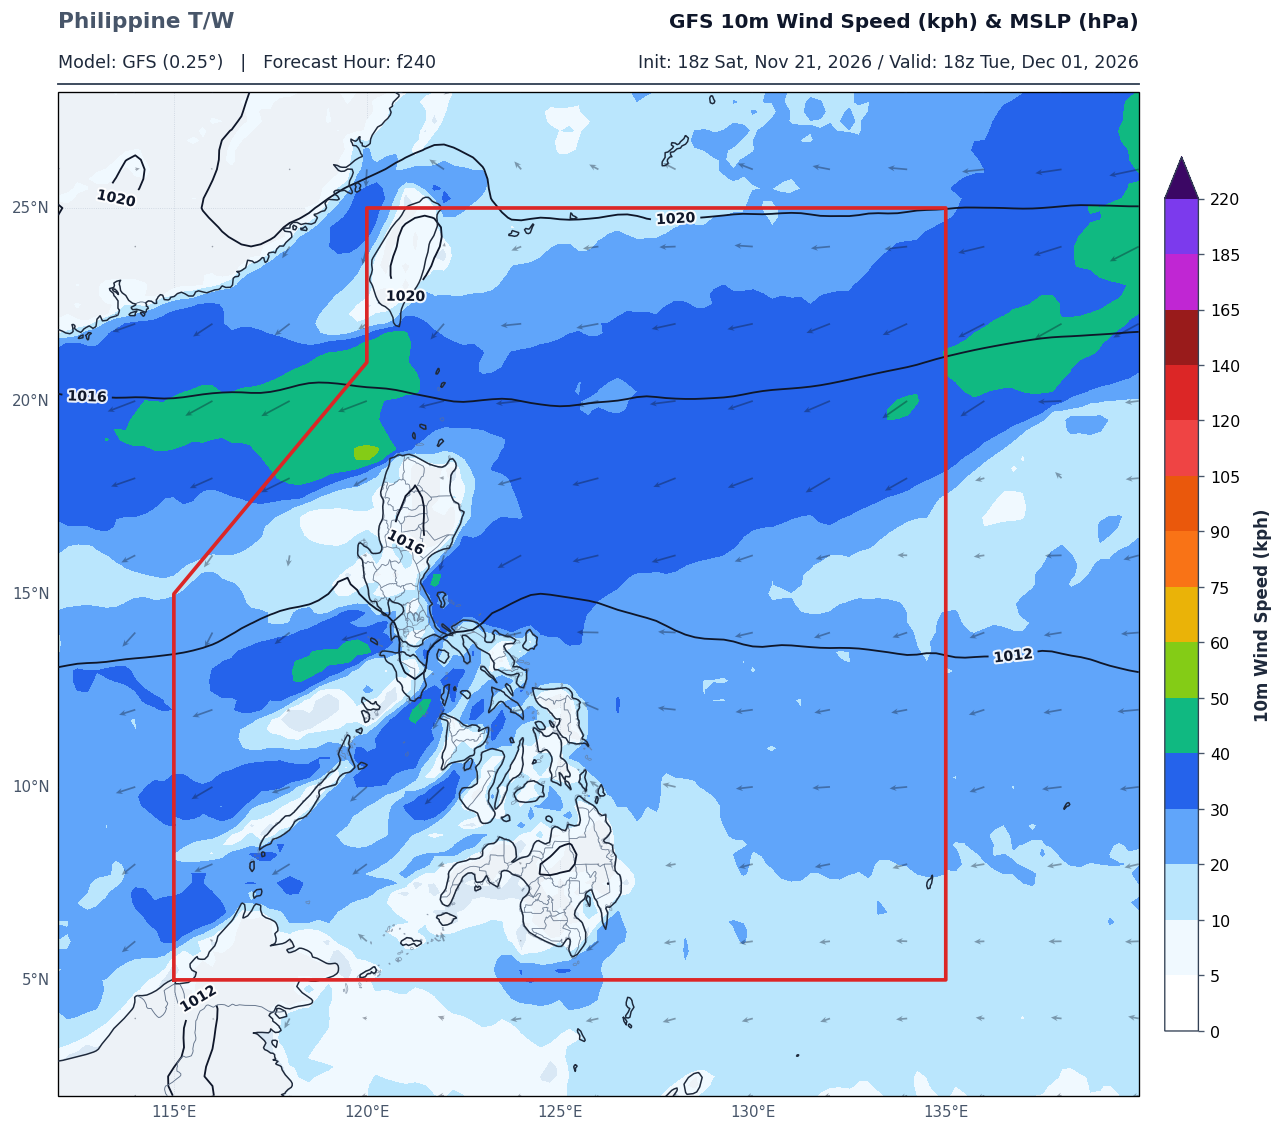 Philippine T/W
GFS 10m Wind Speed (kph) & MSLP (hPa)
Model: GFS (0.25°)   |   Forecast Hour: f240
Init: 18z Sat, Nov 21, 2026 / Valid: 18z Tue, Dec 01, 2026
1020
1020
1020
1016
1016
1012
1012
25°N
20°N
15°N
10°N
5°N
115°E
120°E
125°E
130°E
135°E
220
185
165
140
120
105
90
75
60
50
40
30
20
10
5
0
10m Wind Speed (kph)